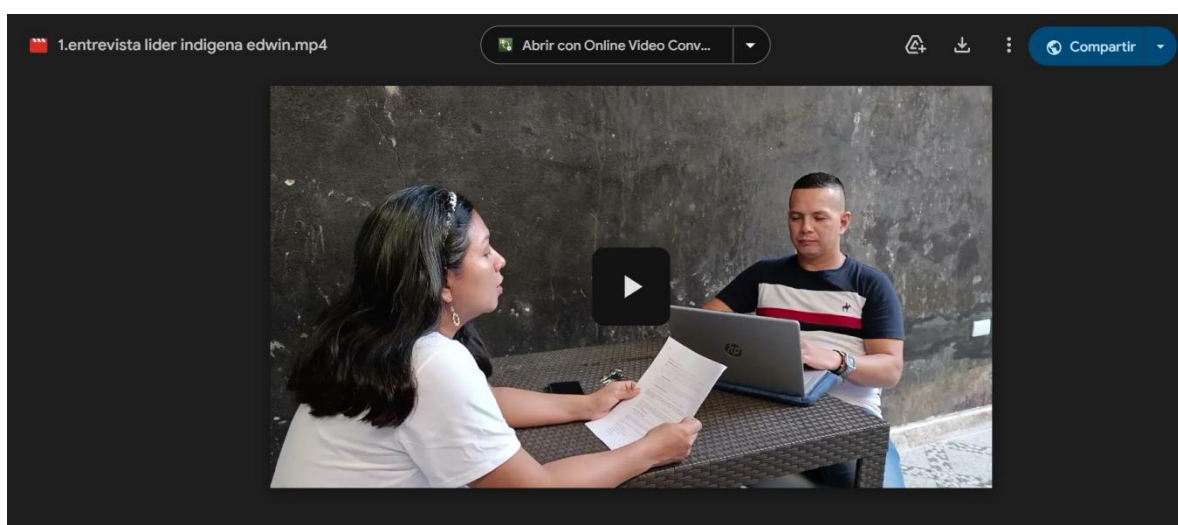 1.entrevista lider indigena edwin.mp4
Abrir con Online Video Conv...
Compartir
hp